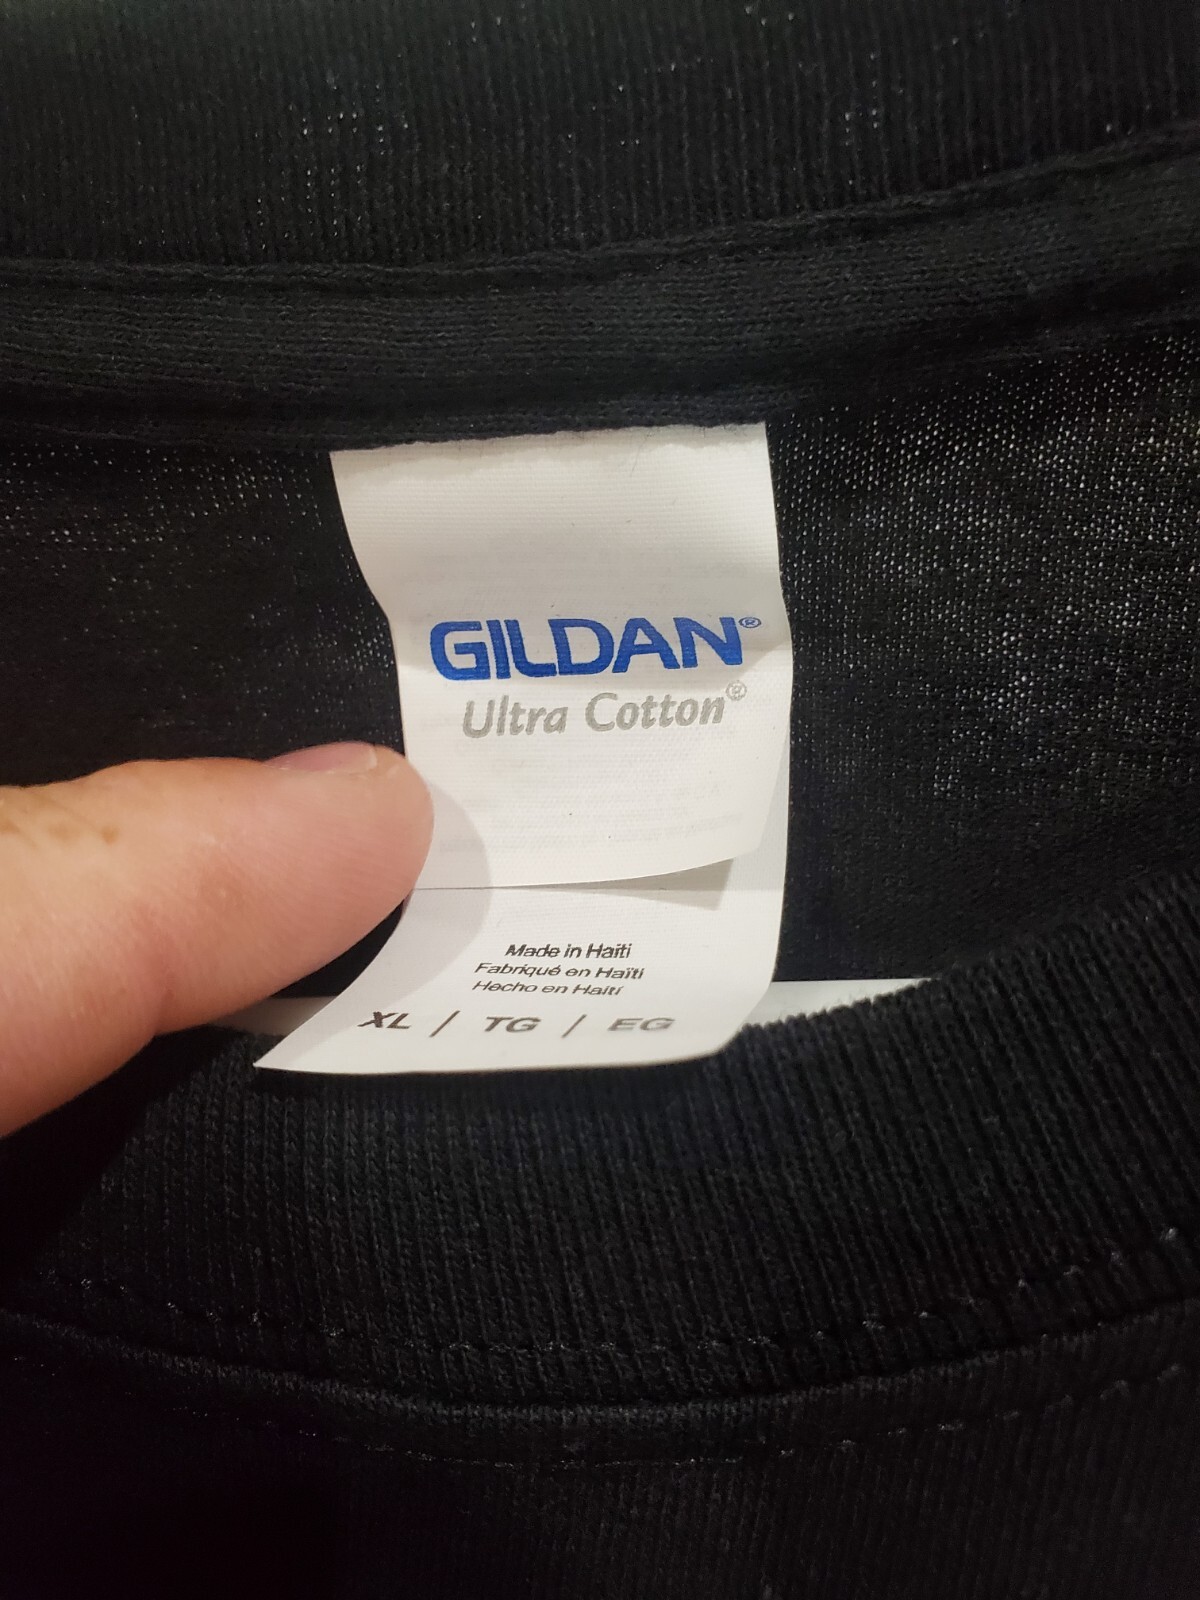 GILDAN®
Ultra Cotton®
Made in Haiti
Fabriqué en Haïti
Hecho en Haití
XL / TG / EG